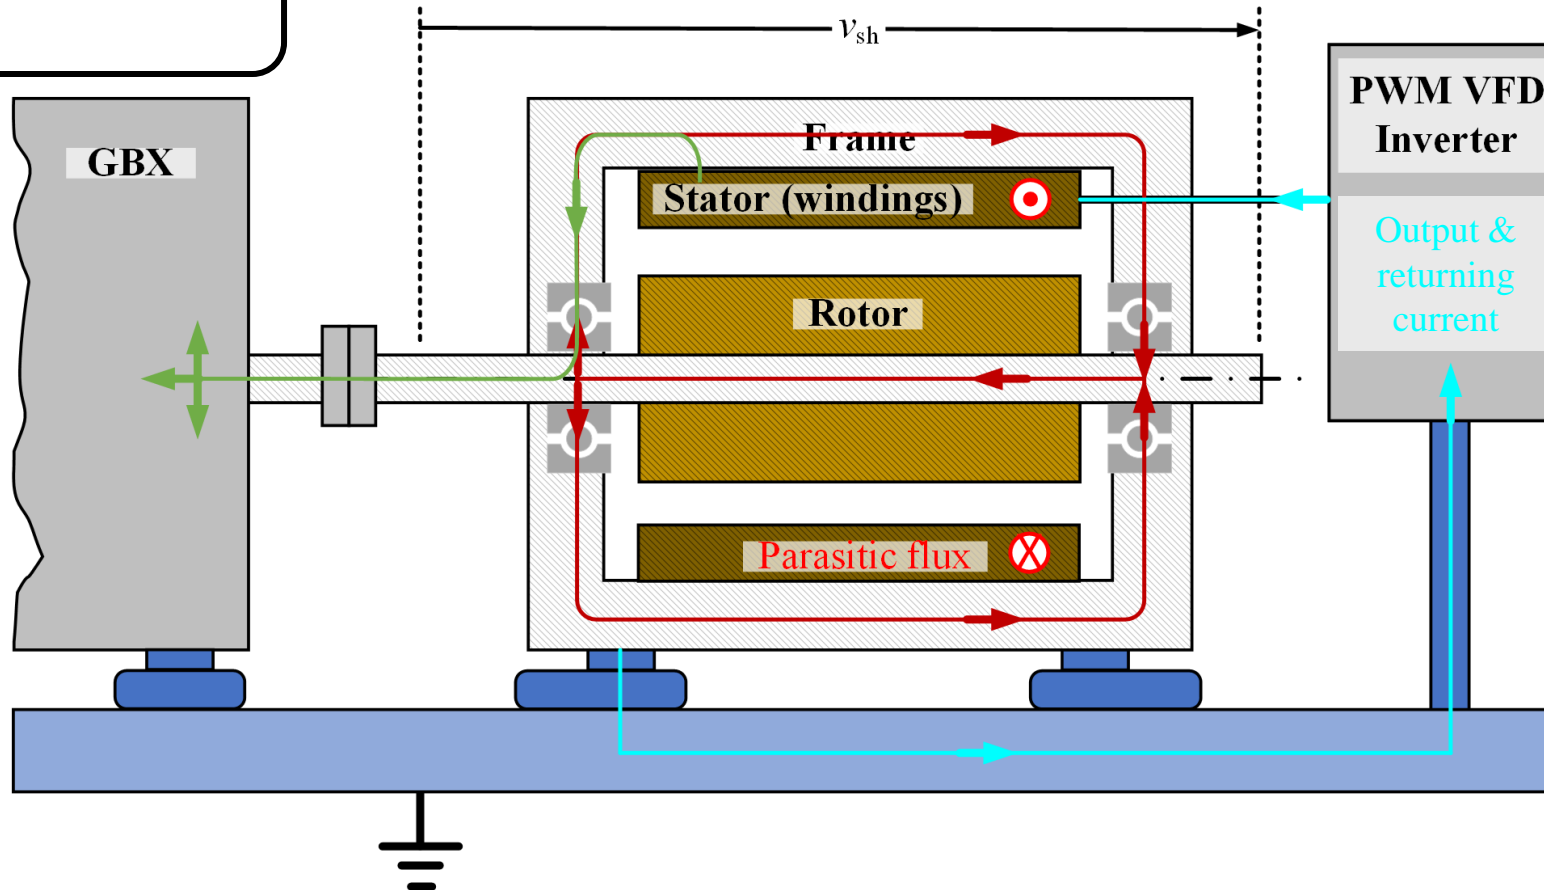 v_sh
PWM VFD
Inverter
GBX
Frame
Stator (windings)
Output &
returning
current
Rotor
Parasitic flux